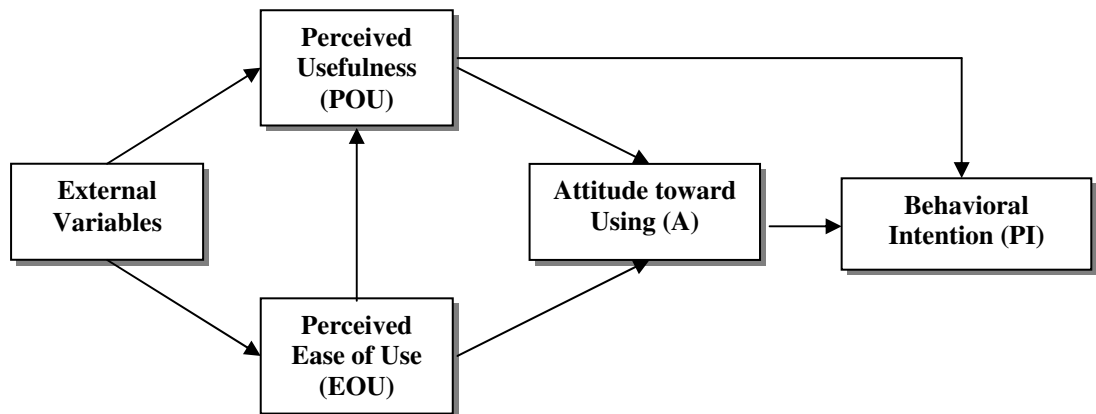 Perceived
Usefulness
(POU)
External
Variables
Attitude toward
Using (A)
Behavioral
Intention (PI)
Perceived
Ease of Use
(EOU)